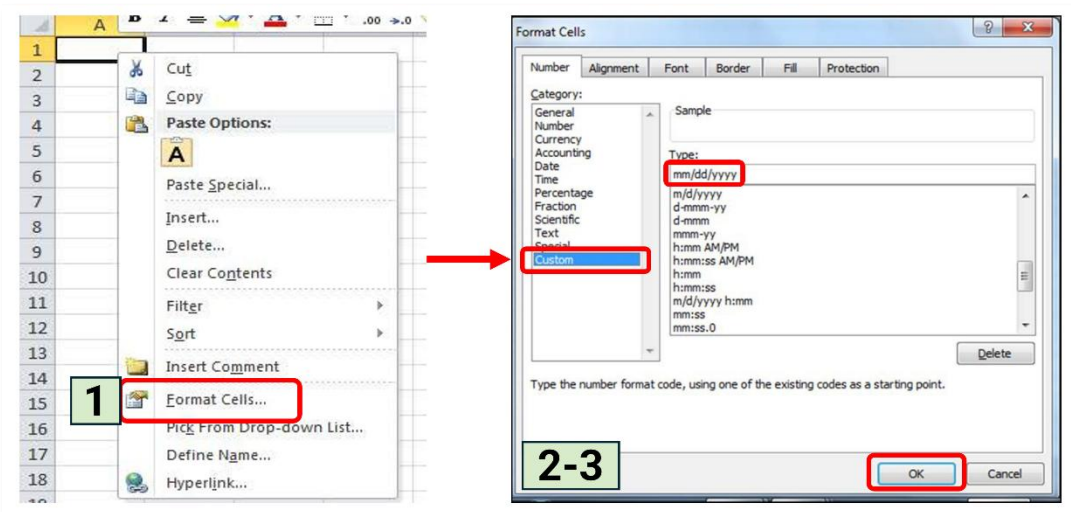 B I .00 .0
A
1
2
3
4
5
6
7
8
9
10
11
12
13
14
15
16
17
18
Cut
Copy
Paste Options:
A
Paste Special...
Insert...
Delete...
Clear Contents
Filter
Sort
Insert Comment
1
Format Cells...
Pick From Drop-down List...
Define Name...
Hyperlink...
Format Cells
Number Alignment Font Border Fill Protection
Category:
General
Number
Currency
Accounting
Date
Time
Percentage
Fraction
Scientific
Text
Special
Custom
Sample
Type:
mm/dd/yyyy
m/d/yyyy
d-mmm-yy
d-mmm
mmm-yy
h:mm AM/PM
h:mm:ss AM/PM
h:mm
h:mm:ss
m/d/yyyy h:mm
mm:ss
mm:ss.0
Delete
Type the number format code, using one of the existing codes as a starting point.
2-3
OK Cancel